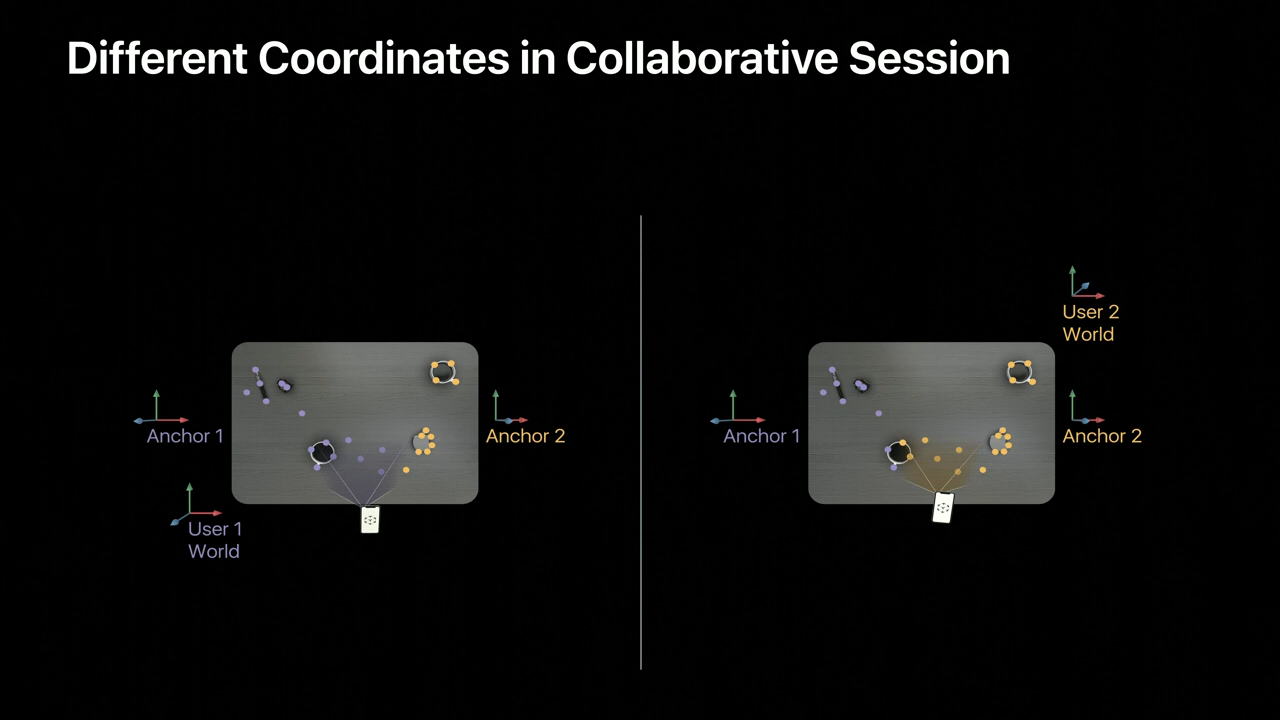 Different Coordinates in Collaborative Session
Anchor 1
Anchor 2
User 1
World
User 2
World
Anchor 1
Anchor 2